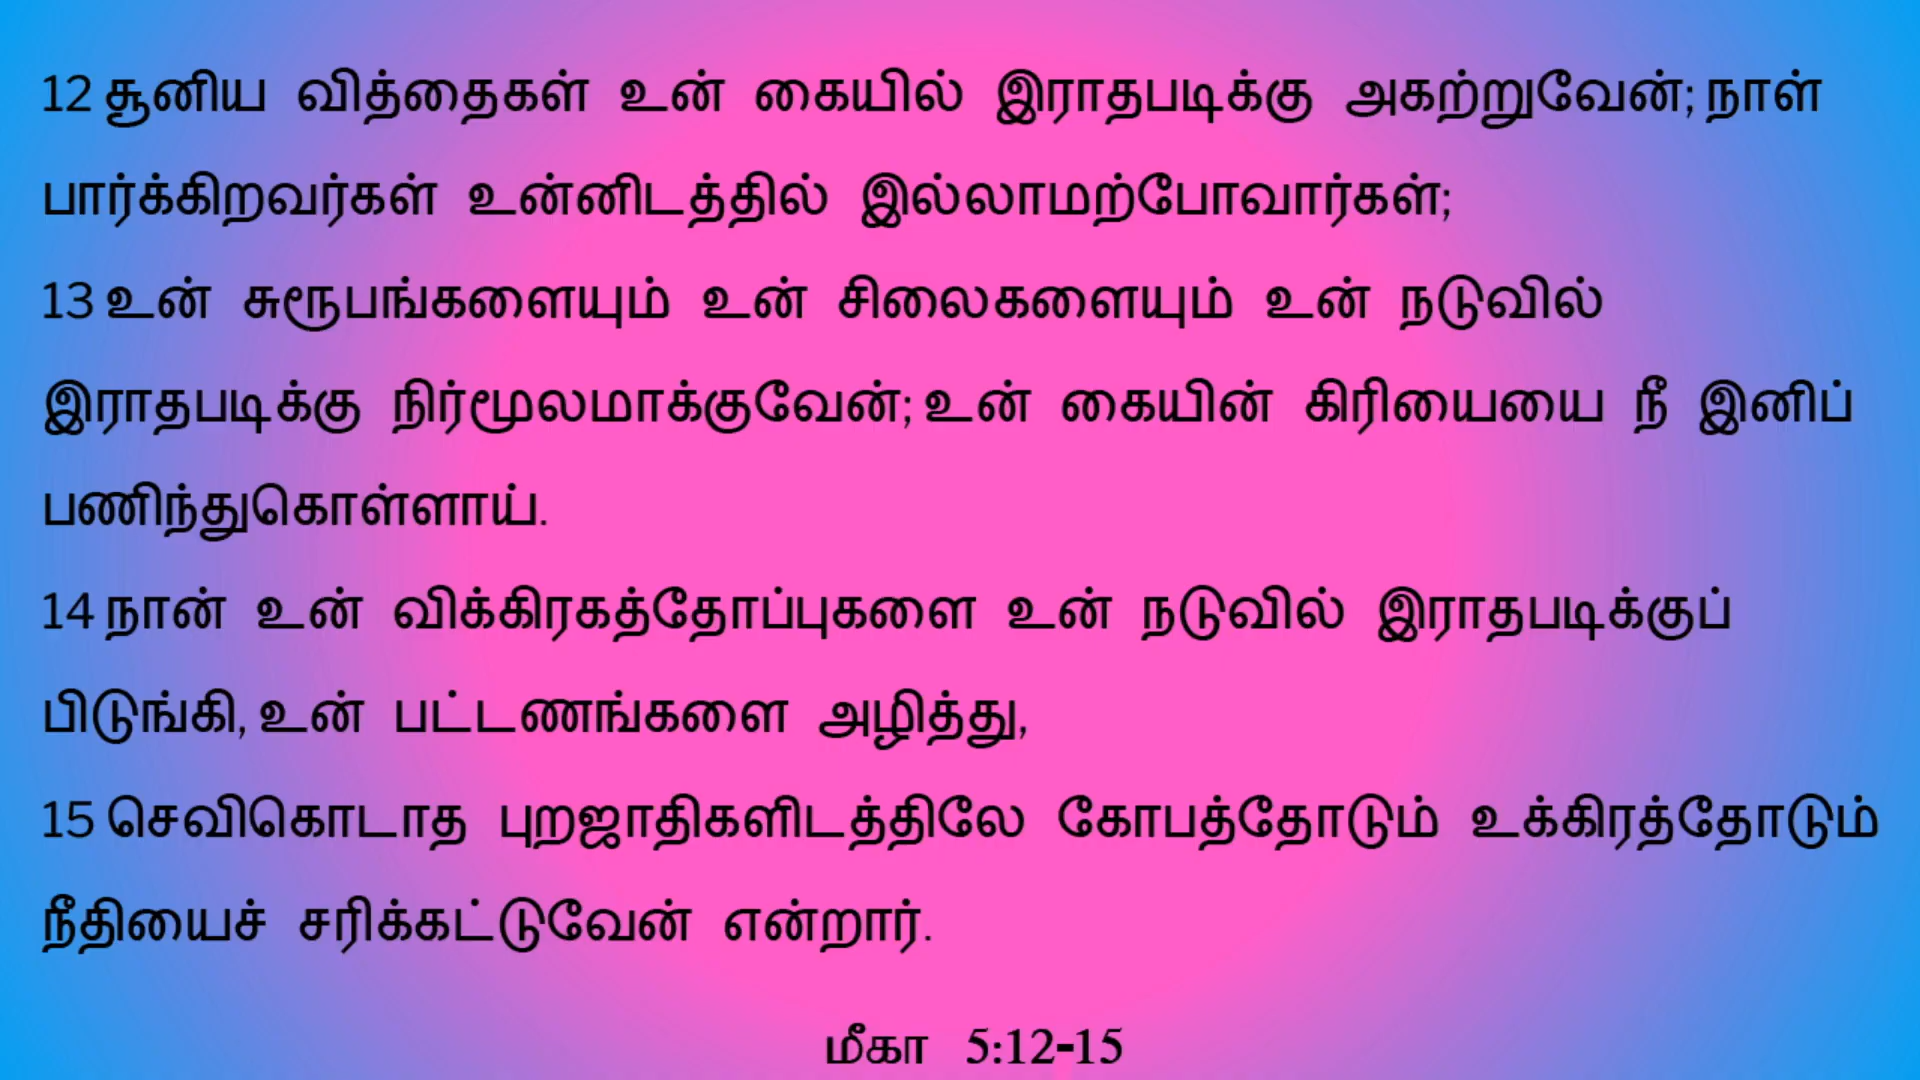 12 சூனிய வித்தைகள் உன் கையில் இராதபடிக்கு அகற்றுவேன்; நாள்
பார்க்கிறவர்கள் உன்னிடத்தில் இல்லாமற்போவார்கள்;
13 உன் சுரூபங்களையும் உன் சிலைகளையும் உன் நடுவில்
இராதபடிக்கு நிர்மூலமாக்குவேன்; உன் கையின் கிரியையை நீ இனிப்
பணிந்துகொள்ளாய்.
14 நான் உன் விக்கிரகத்தோப்புகளை உன் நடுவில் இராதபடிக்குப்
பிடுங்கி, உன் பட்டணங்களை அழித்து,
15 செவிகொடாத புறஜாதிகளிடத்திலே கோபத்தோடும் உக்கிரத்தோடும்
நீதியைச் சரிக்கட்டுவேன் என்றார்.
மீகா 5:12-15